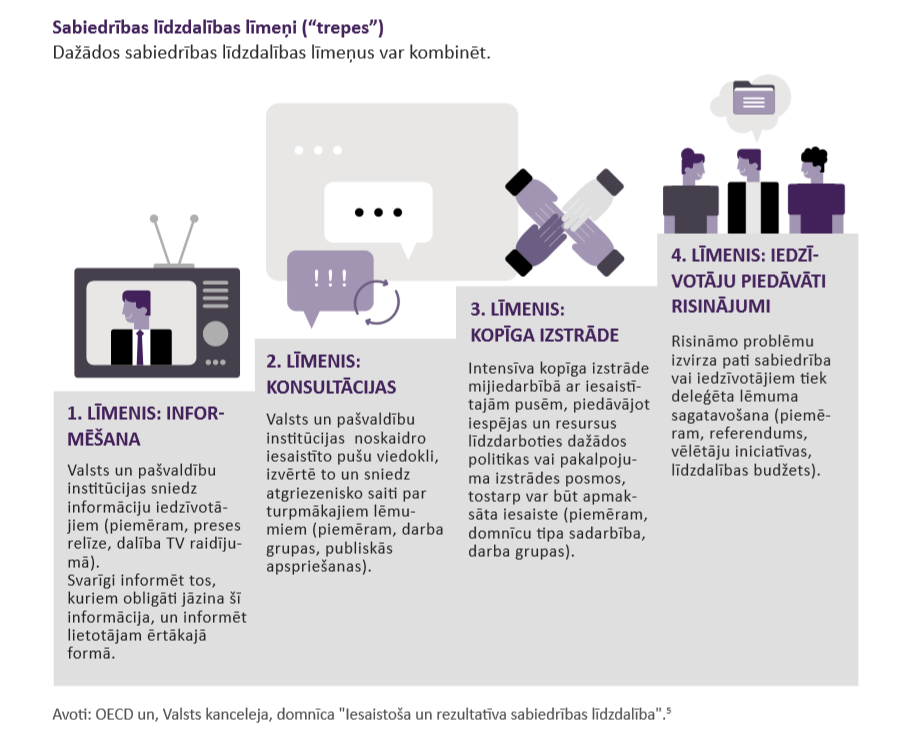 Sabiedrības līdzdalības līmeņi (“trepes”)
Dažādos sabiedrības līdzdalības līmeņus var kombinēt.
!!!
1. LĪMENIS: INFOR-
MĒŠANA
Valsts un pašvaldību
institūcijas sniedz
informāciju iedzīvotā-
jiem (piemēram, preses
relīze, dalība TV raidīju-
mā).
Svarīgi informēt tos,
kuriem obligāti jāzina šī
informācija, un informēt
lietotājam ērtākajā
formā.
2. LĪMENIS:
KONSULTĀCIJAS
Valsts un pašvaldību
institūcijas noskaidro
iesaistīto pušu viedokli,
izvērtē to un sniedz
atgriezenisko saiti par
turpmākajiem lēmu-
miem (piemēram, darba
grupas, publiskās
apspriešanas).
3. LĪMENIS:
KOPĪGA IZSTRĀDE
Intensīva kopīga izstrāde
mijiedarbībā ar iesaistī-
tajām pusēm, piedāvājot
iespējas un resursus
līdzdarboties dažādos
politikas vai pakalpoju-
ma izstrādes posmos,
tostarp var būt apmak-
sāta iesaiste (piemēram,
domnīcu tipa sadarbība,
darba grupas).
4. LĪMENIS: IEDZĪ-
VOTĀJU PIEDĀVĀTI
RISINĀJUMI
Risināmo problēmu
izvirza pati sabiedrība
vai iedzīvotājiem tiek
deleģēta lēmuma
sagatavošana (piemē-
ram, referendums,
vēlētāju iniciatīvas,
līdzdalības budžets).
Avoti: OECD un, Valsts kanceleja, domnīca "Iesaistoša un rezultatīva sabiedrības līdzdalība".⁵